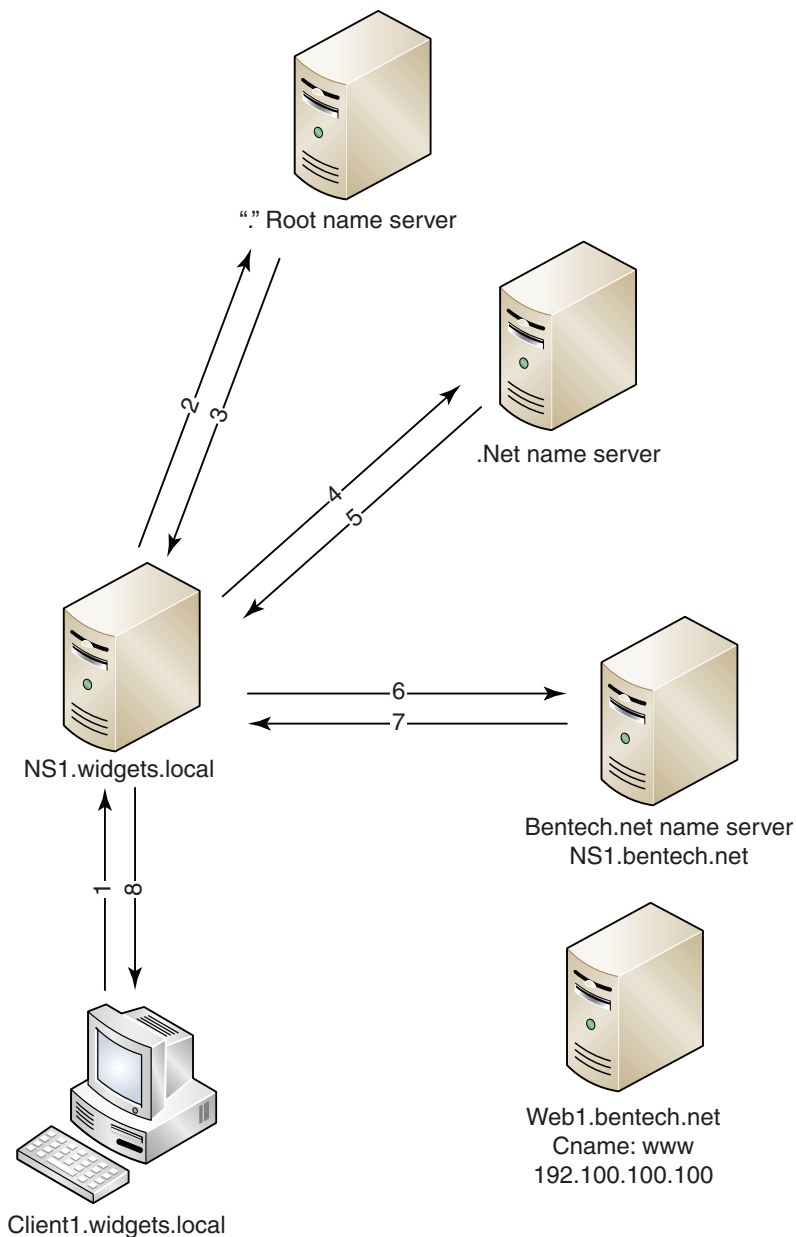 “.” Root name server
2
3
.Net name server
4
5
NS1.widgets.local
6
7
Bentech.net name server
NS1.bentech.net
1
8
Web1.bentech.net
Cname: www
192.100.100.100
Client1.widgets.local